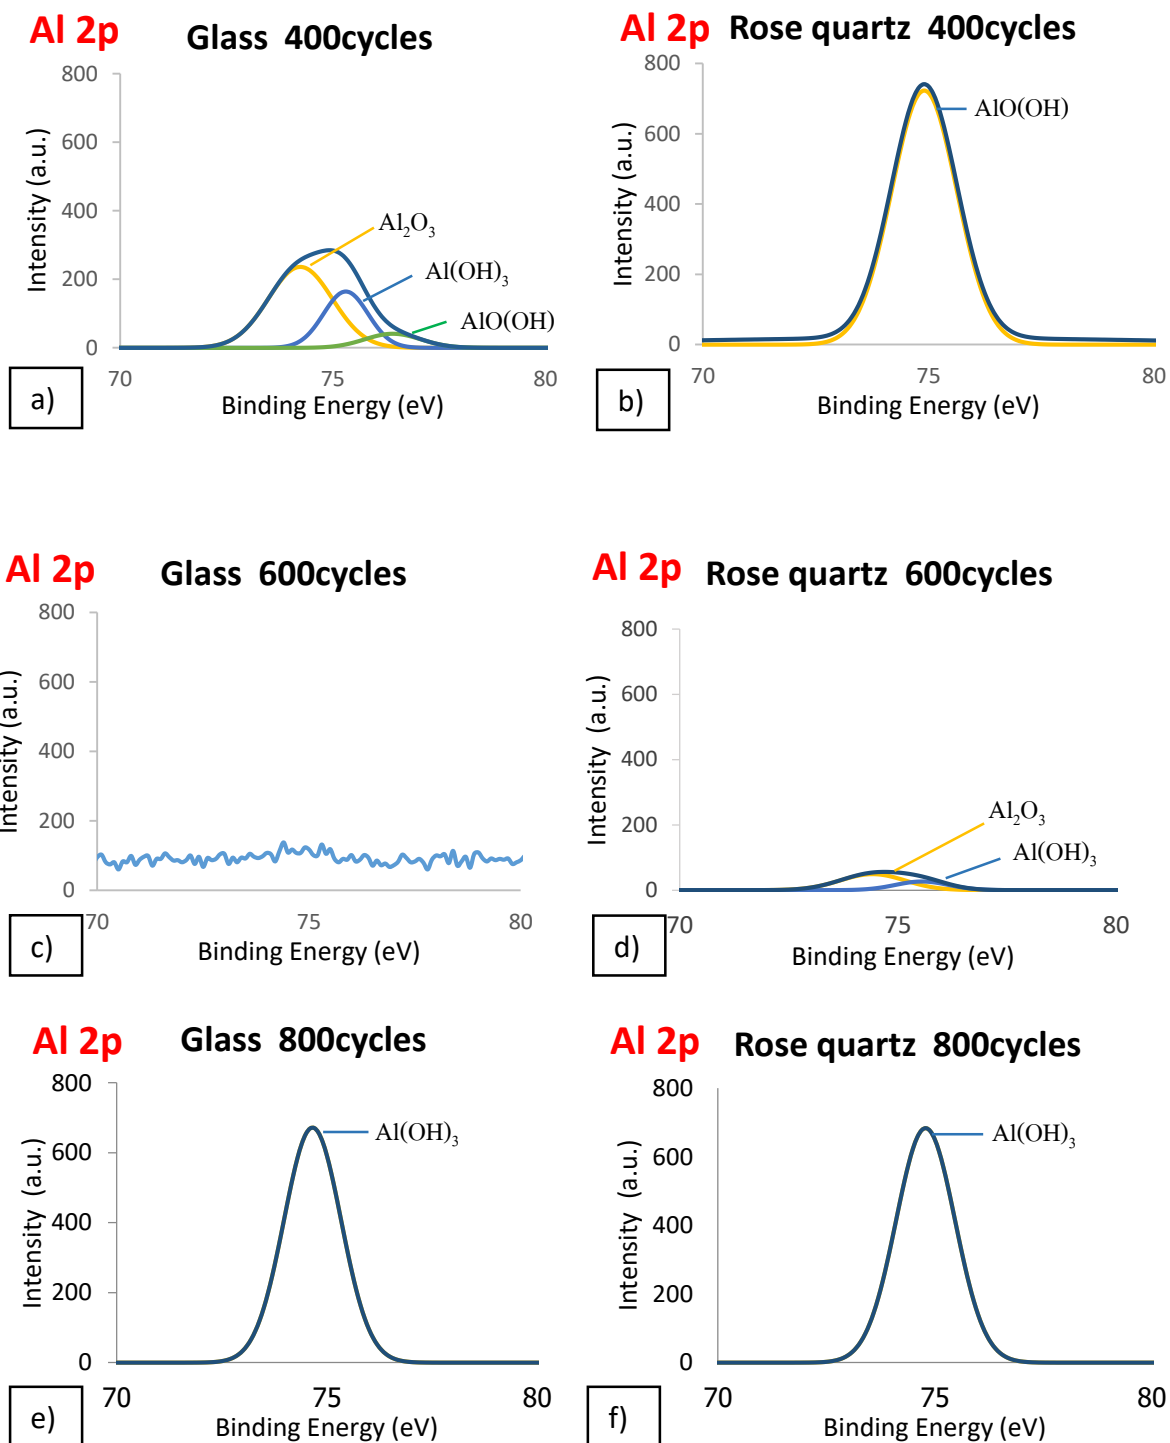 Al 2p Glass 400cycles
800
600
400
200
0
Intensity (a.u.)
Al₂O₃
Al(OH)₃
AlO(OH)
70 75 80
Binding Energy (eV)
a)
Al 2p Rose quartz 400cycles
800
600
400
200
0
Intensity (a.u.)
AlO(OH)
70 75 80
Binding Energy (eV)
b)
Al 2p Glass 600cycles
800
600
400
200
0
Intensity (a.u.)
70 75 80
Binding Energy (eV)
c)
Al 2p Rose quartz 600cycles
800
600
400
200
0
Intensity (a.u.)
Al₂O₃
Al(OH)₃
70 75 80
Binding Energy (eV)
d)
Al 2p Glass 800cycles
800
600
400
200
0
Intensity (a.u.)
Al(OH)₃
70 75 80
Binding Energy (eV)
e)
Al 2p Rose quartz 800cycles
800
600
400
200
0
Intensity (a.u.)
Al(OH)₃
70 75 80
Binding Energy (eV)
f)